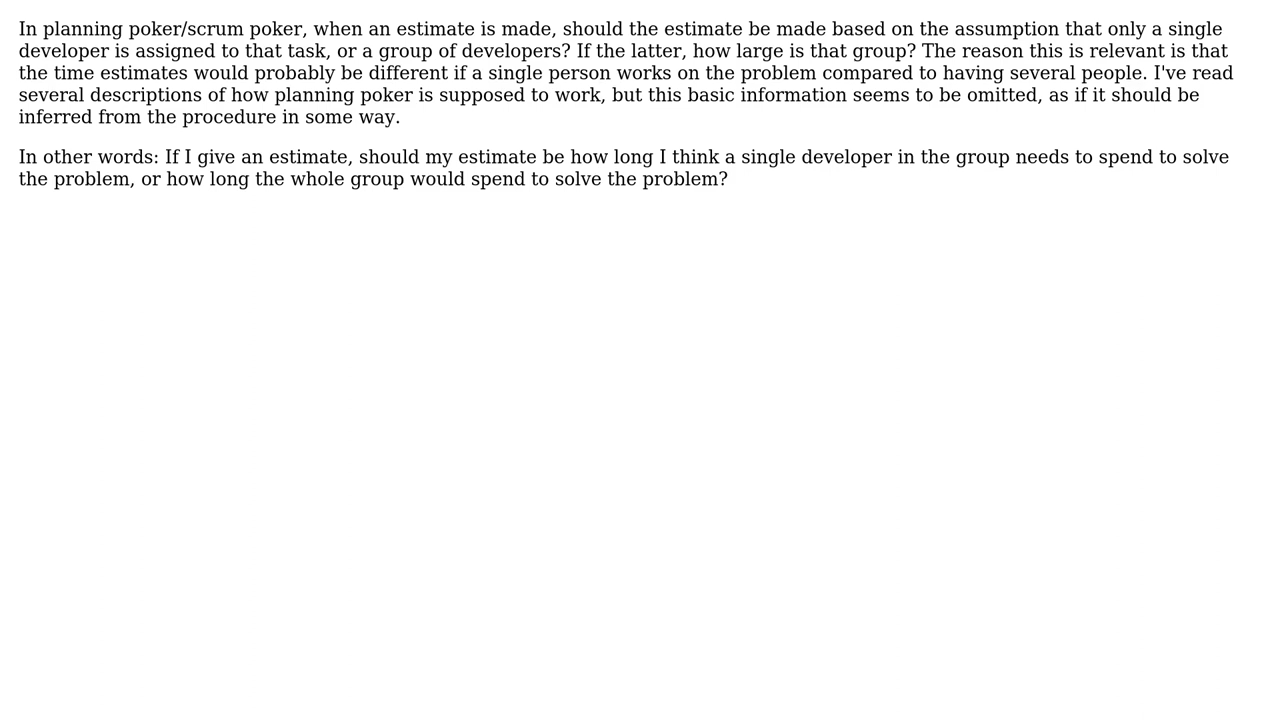 In planning poker/scrum poker, when an estimate is made, should the estimate be made based on the assumption that only a single
developer is assigned to that task, or a group of developers? If the latter, how large is that group? The reason this is relevant is that
the time estimates would probably be different if a single person works on the problem compared to having several people. I've read
several descriptions of how planning poker is supposed to work, but this basic information seems to be omitted, as if it should be
inferred from the procedure in some way.
In other words: If I give an estimate, should my estimate be how long I think a single developer in the group needs to spend to solve
the problem, or how long the whole group would spend to solve the problem?